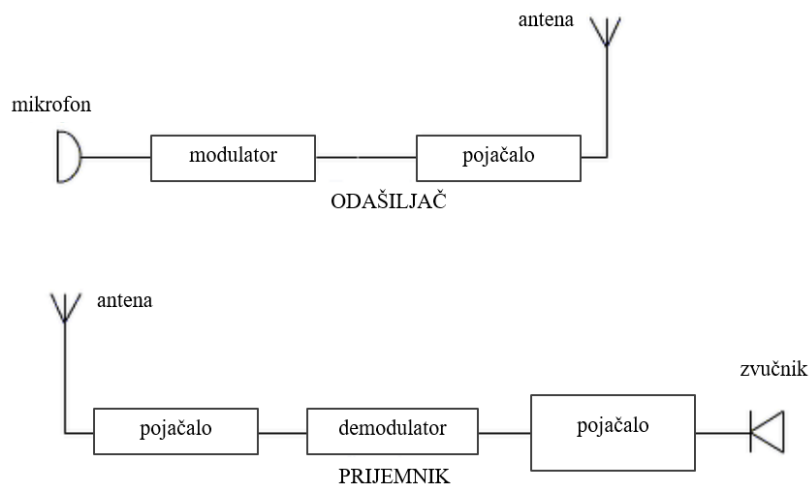 antena
mikrofon
modulator
pojačalo
ODAŠILJAČ
antena
zvučnik
pojačalo
demodulator
pojačalo
PRIJEMNIK